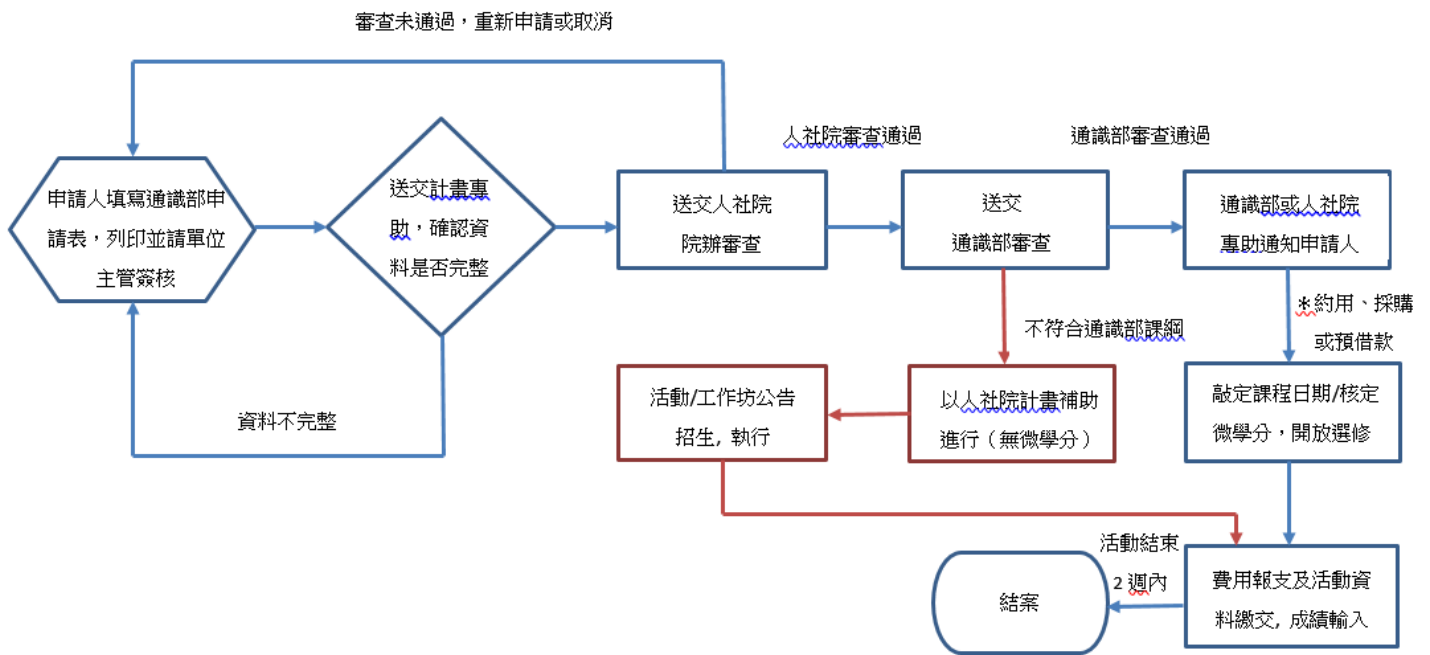 審查未通過，重新申請或取消
人社院審查通過
通識部審查通過
申請人填寫通識部申
請表，列印並請單位
主管簽核
送交計畫專
助，確認資
料是否完整
送交人社院
院辦審查
送交
通識部審查
通識部或人社院
專助通知申請人
＊約用、採購
或預借款
不符合通識部課綱
資料不完整
活動/工作坊公告
招生, 執行
以人社院計畫補助
進行（無微學分）
敲定課程日期/核定
微學分，開放選修
活動結束
2 週內
結案
費用報支及活動資
料繳交, 成績輸入